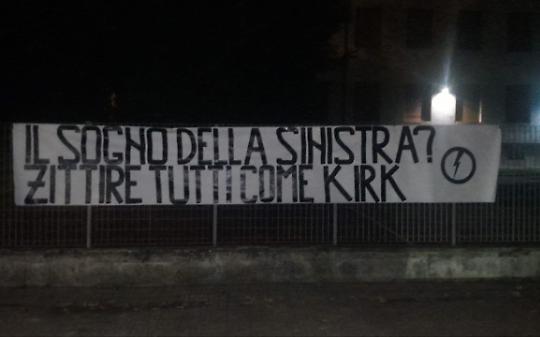 IL SOGNO DELLA SINISTRA?
ZITTIRE TUTTI COME KIRK